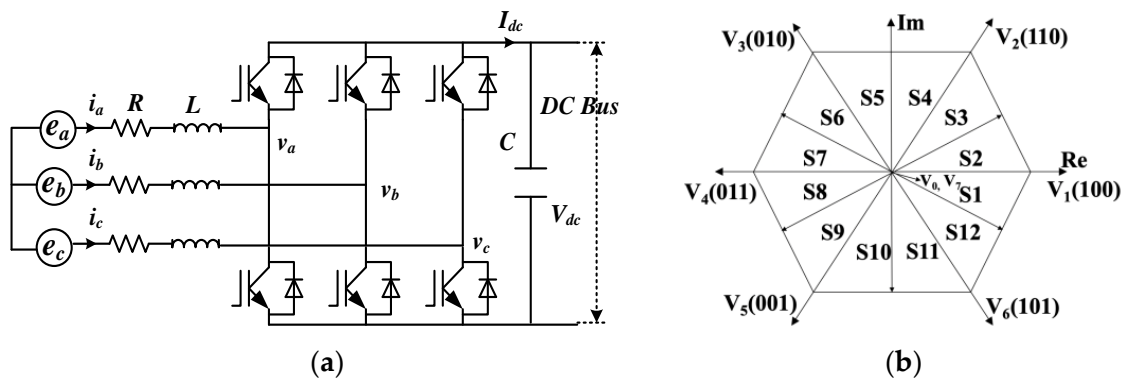 I_dc
i_a R L
e_a
v_a
DC Bus
C
i_b
e_b
v_b
V_dc
i_c
e_c
v_c
(a)
Im
V_3(010)
V_2(110)
S5 S4
S6 S3
S7 S2
Re
V_4(011)
V_0, V_7
V_1(100)
S8 S1
S9 S12
S10 S11
V_5(001)
V_6(101)
(b)